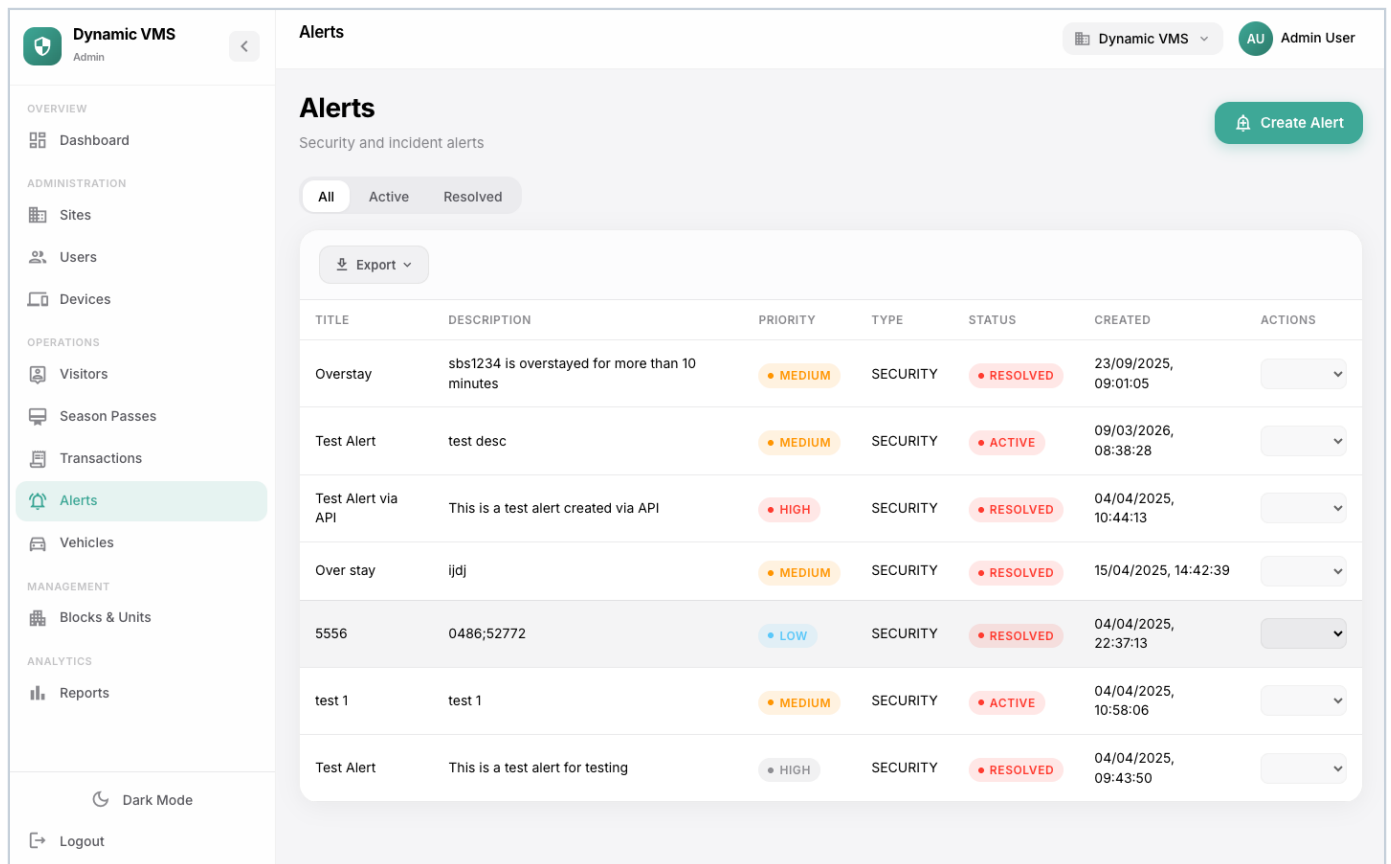 Dynamic VMS
Admin
OVERVIEW
Dashboard
ADMINISTRATION
Sites
Users
Devices
OPERATIONS
Visitors
Season Passes
Transactions
Alerts
Vehicles
MANAGEMENT
Blocks & Units
ANALYTICS
Reports
Dark Mode
Logout
Alerts
Dynamic VMS
AU Admin User
Alerts
Security and incident alerts
Create Alert
All Active Resolved
Export
TITLE DESCRIPTION PRIORITY TYPE STATUS CREATED ACTIONS
Overstay
sbs1234 is overstayed for more than 10
minutes
MEDIUM
SECURITY
RESOLVED
23/09/2025,
09:01:05
Test Alert
test desc
MEDIUM
SECURITY
ACTIVE
09/03/2026,
08:38:28
Test Alert via
API
This is a test alert created via API
HIGH
SECURITY
RESOLVED
04/04/2025,
10:44:13
Over stay
ijdj
MEDIUM
SECURITY
RESOLVED
15/04/2025, 14:42:39
5556
0486;52772
LOW
SECURITY
RESOLVED
04/04/2025,
22:37:13
test 1
test 1
MEDIUM
SECURITY
ACTIVE
04/04/2025,
10:58:06
Test Alert
This is a test alert for testing
HIGH
SECURITY
RESOLVED
04/04/2025,
09:43:50